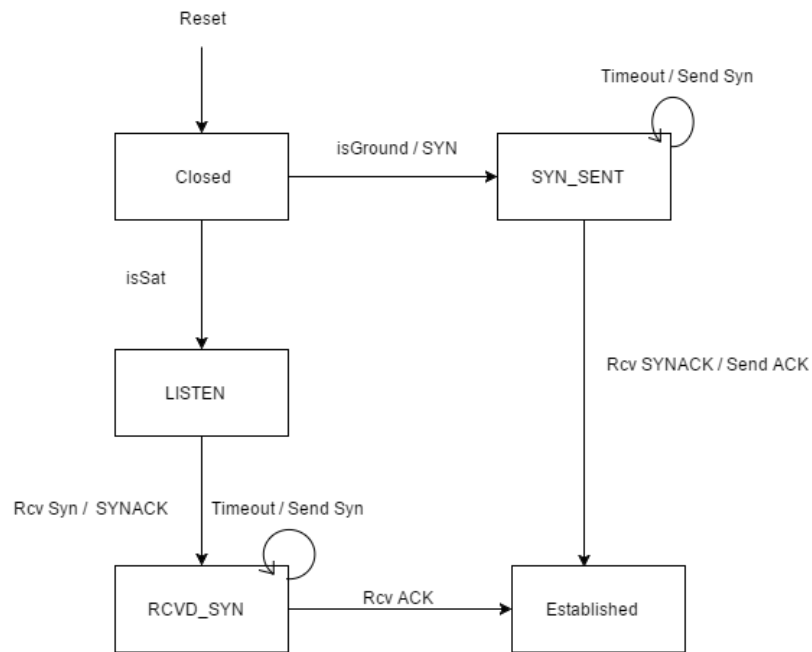 Reset
Timeout / Send Syn
isGround / SYN
Closed
SYN_SENT
isSat
Rcv SYNACK / Send ACK
LISTEN
Rcv Syn / SYNACK
Timeout / Send Syn
Rcv ACK
RCVD_SYN
Established